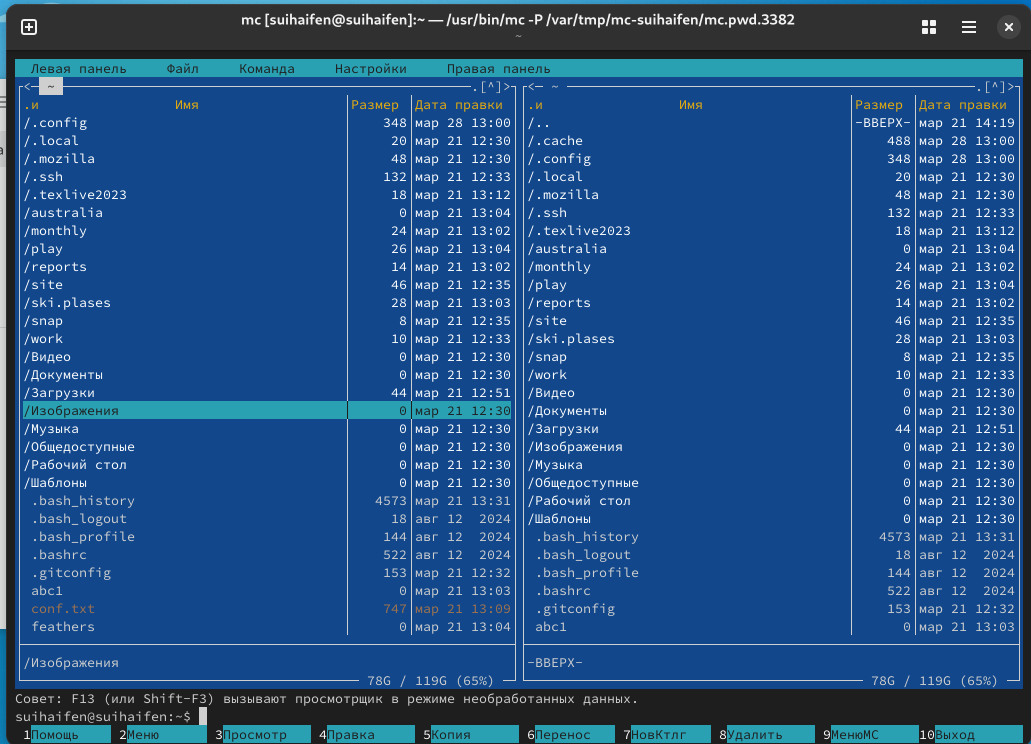 mc [suihaifen@suihaifen]:~ — /usr/bin/mc -P /var/tmp/mc-suihaifen/mc.pwd.3382
~
Левая панель Файл Команда Настройки Правая панель
<─ ~ .[^]>
.и Имя Размер Дата правки
/.config 348 мар 28 13:00
/.local 20 мар 21 12:30
/.mozilla 48 мар 21 12:30
/.ssh 132 мар 21 12:33
/.texlive2023 18 мар 21 13:12
/australia 0 мар 21 13:04
/monthly 24 мар 21 13:02
/play 26 мар 21 13:04
/reports 14 мар 21 13:02
/site 46 мар 21 12:35
/ski.plases 28 мар 21 13:03
/snap 8 мар 21 12:35
/work 10 мар 21 12:33
/Видео 0 мар 21 12:30
/Документы 0 мар 21 12:30
/Загрузки 44 мар 21 12:51
/Изображения 0 мар 21 12:30
/Музыка 0 мар 21 12:30
/Общедоступные 0 мар 21 12:30
/Рабочий стол 0 мар 21 12:30
/Шаблоны 0 мар 21 12:30
.bash_history 4573 мар 21 13:31
.bash_logout 18 авг 12 2024
.bash_profile 144 авг 12 2024
.bashrc 522 авг 12 2024
.gitconfig 153 мар 21 12:32
abc1 0 мар 21 13:03
conf.txt 747 мар 21 13:09
feathers 0 мар 21 13:04
/Изображения
78G / 119G (65%)
<─ ~ .[^]>
.и Имя Размер Дата правки
/.. -ВВЕРХ- мар 21 14:19
/.cache 488 мар 28 13:00
/.config 348 мар 28 13:00
/.local 20 мар 21 12:30
/.mozilla 48 мар 21 12:30
/.ssh 132 мар 21 12:33
/.texlive2023 18 мар 21 13:12
/australia 0 мар 21 13:04
/monthly 24 мар 21 13:02
/play 26 мар 21 13:04
/reports 14 мар 21 13:02
/site 46 мар 21 12:35
/ski.plases 28 мар 21 13:03
/snap 8 мар 21 12:35
/work 10 мар 21 12:33
/Видео 0 мар 21 12:30
/Документы 0 мар 21 12:30
/Загрузки 44 мар 21 12:51
/Изображения 0 мар 21 12:30
/Музыка 0 мар 21 12:30
/Общедоступные 0 мар 21 12:30
/Рабочий стол 0 мар 21 12:30
/Шаблоны 0 мар 21 12:30
.bash_history 4573 мар 21 13:31
.bash_logout 18 авг 12 2024
.bash_profile 144 авг 12 2024
.bashrc 522 авг 12 2024
.gitconfig 153 мар 21 12:32
abc1 0 мар 21 13:03
-ВВЕРХ-
78G / 119G (65%)
Совет: F13 (или Shift-F3) вызывают просмотрщик в режиме необработанных данных.
suihaifen@suihaifen:~$
1Помощь 2Меню 3Просмотр 4Правка 5Копия 6Перенос 7НовКтлг 8Удалить 9МенюМС 10Выход